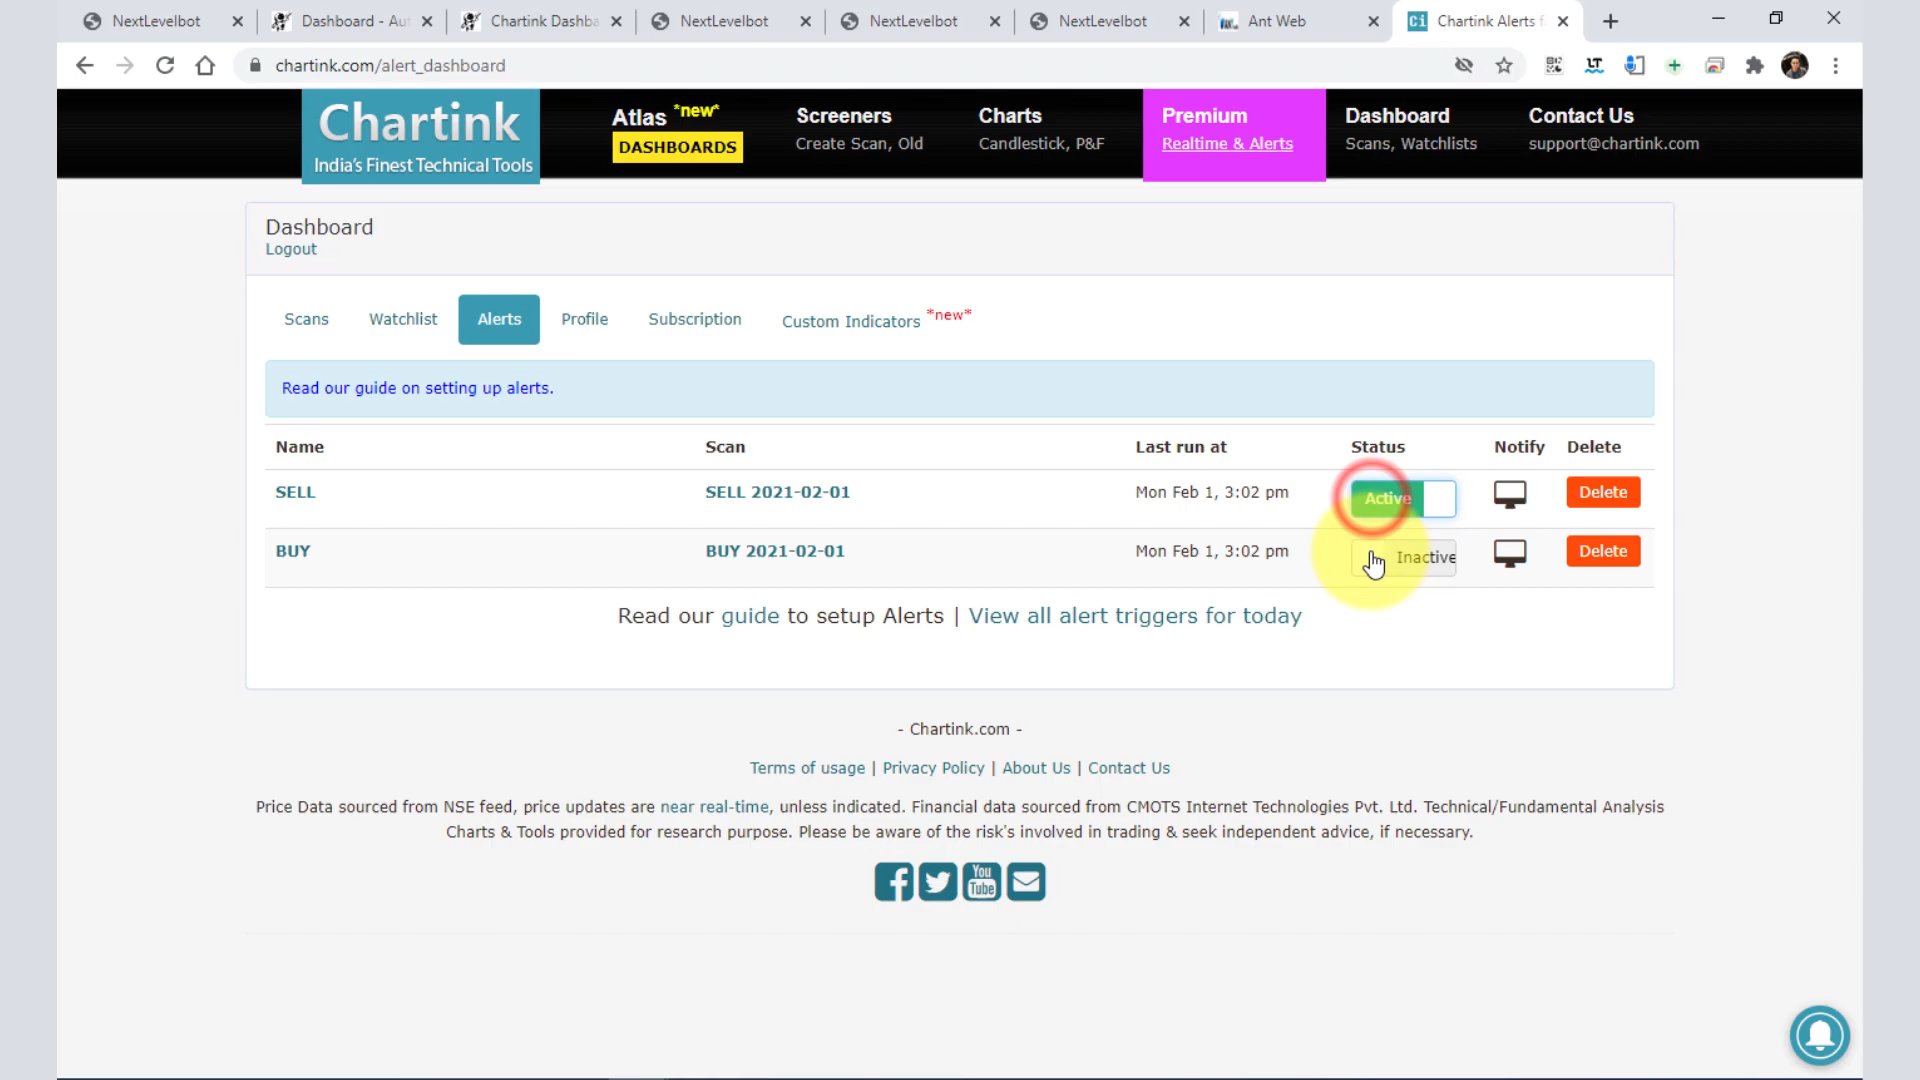 NextLevelbot
Dashboard - Au
Chartink Dashb
NextLevelbot
NextLevelbot
NextLevelbot
Ant Web
Chartink Alerts f
chartink.com/alert_dashboard
Chartink
India's Finest Technical Tools
Atlas *new*
DASHBOARDS
Screeners
Create Scan, Old
Charts
Candlestick, P&F
Premium
Realtime & Alerts
Dashboard
Scans, Watchlists
Contact Us
support@chartink.com
Dashboard
Logout
Scans Watchlist Alerts Profile Subscription Custom Indicators *new*
Read our guide on setting up alerts.
Name Scan Last run at Status Notify Delete
SELL SELL 2021-02-01 Mon Feb 1, 3:02 pm Active Delete
BUY BUY 2021-02-01 Mon Feb 1, 3:02 pm Inactive Delete
Read our guide to setup Alerts | View all alert triggers for today
- Chartink.com -
Terms of usage | Privacy Policy | About Us | Contact Us
Price Data sourced from NSE feed, price updates are near real-time, unless indicated. Financial data sourced from CMOTS Internet Technologies Pvt. Ltd. Technical/Fundamental Analysis
Charts & Tools provided for research purpose. Please be aware of the risk's involved in trading & seek independent advice, if necessary.
You
Tube